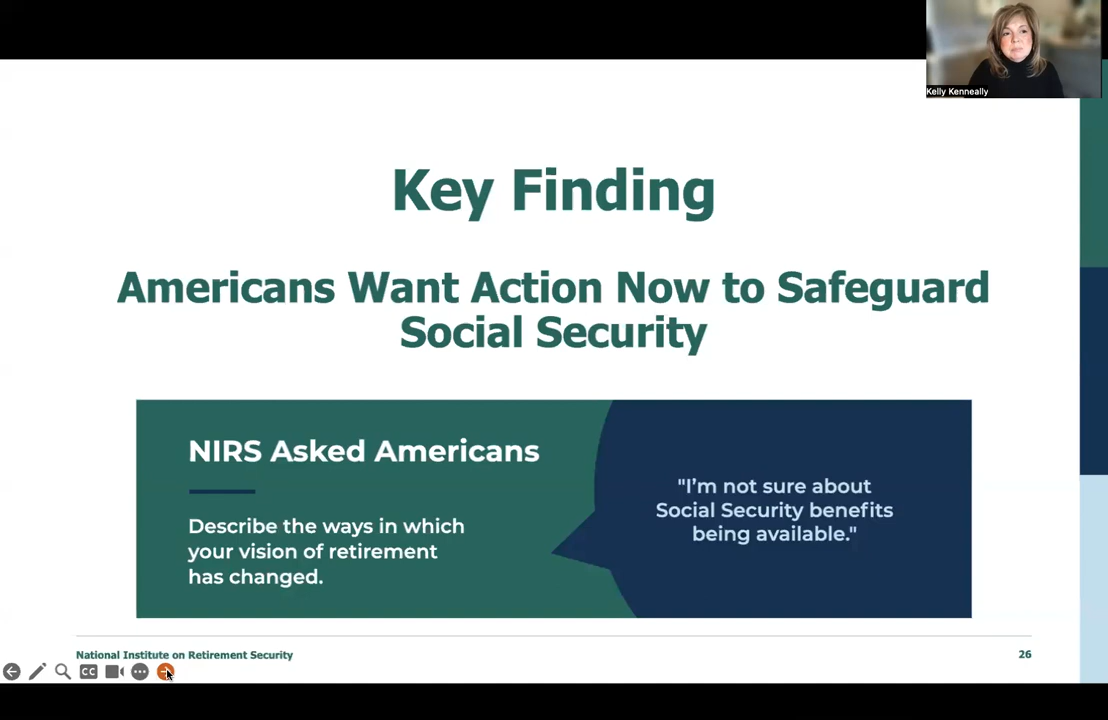 Kelly Kenneally
Key Finding
Americans Want Action Now to Safeguard
Social Security
NIRS Asked Americans
Describe the ways in which
your vision of retirement
has changed.
"I’m not sure about
Social Security benefits
being available."
National Institute on Retirement Security
26
CC